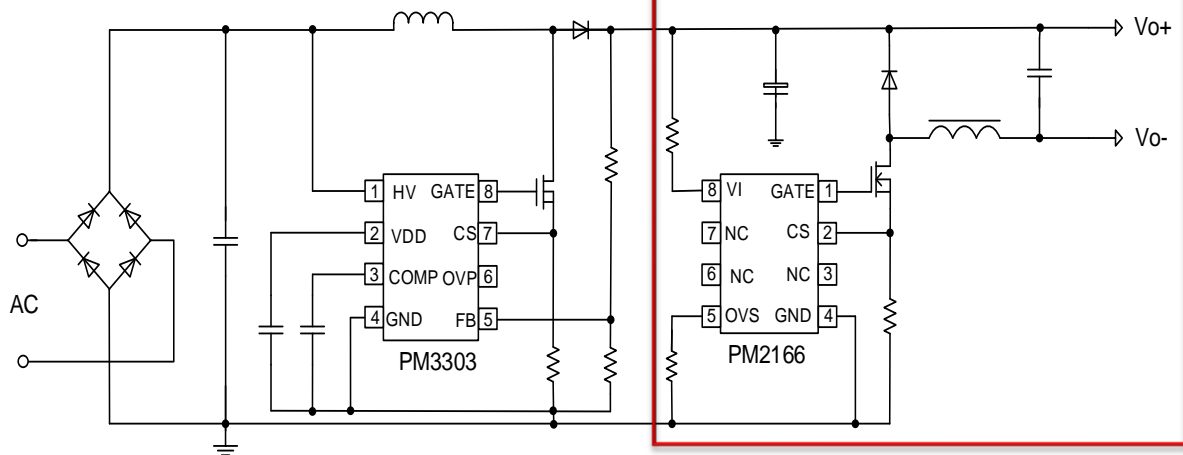 Vo+
Vo-
AC
1 HV GATE 8
2 VDD CS 7
3 COMP OVP 6
4 GND FB 5
PM3303
8 VI GATE 1
7 NC CS 2
6 NC NC 3
5 OVS GND 4
PM2166